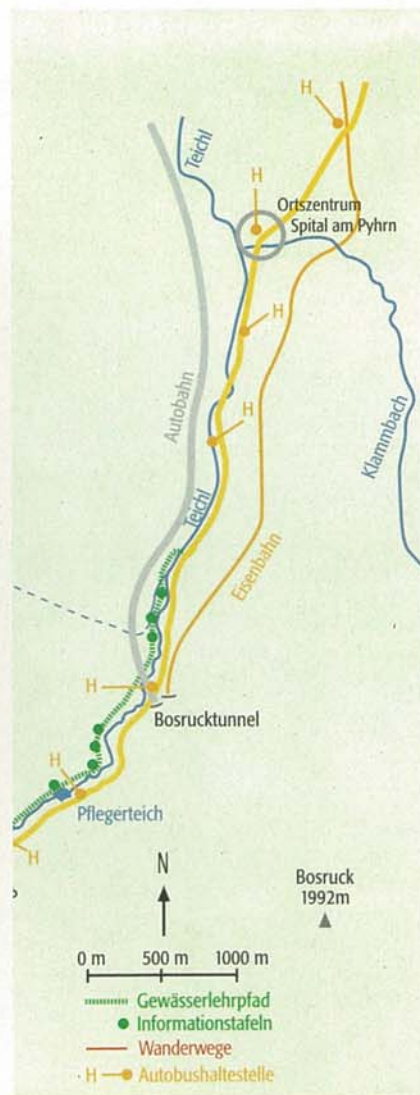 H
Teichl
H
Ortszentrum
Spital am Pyhrn
H
Autobahn
H
Klammbach
Teichl
Eisenbahn
H
Bosrucktunnel
H
Pflegerteich
H
N
Bosruck
1992m
0 m 500 m 1000 m
Gewässerlehrpfad
Informationstafeln
Wanderwege
H Autobushaltestelle